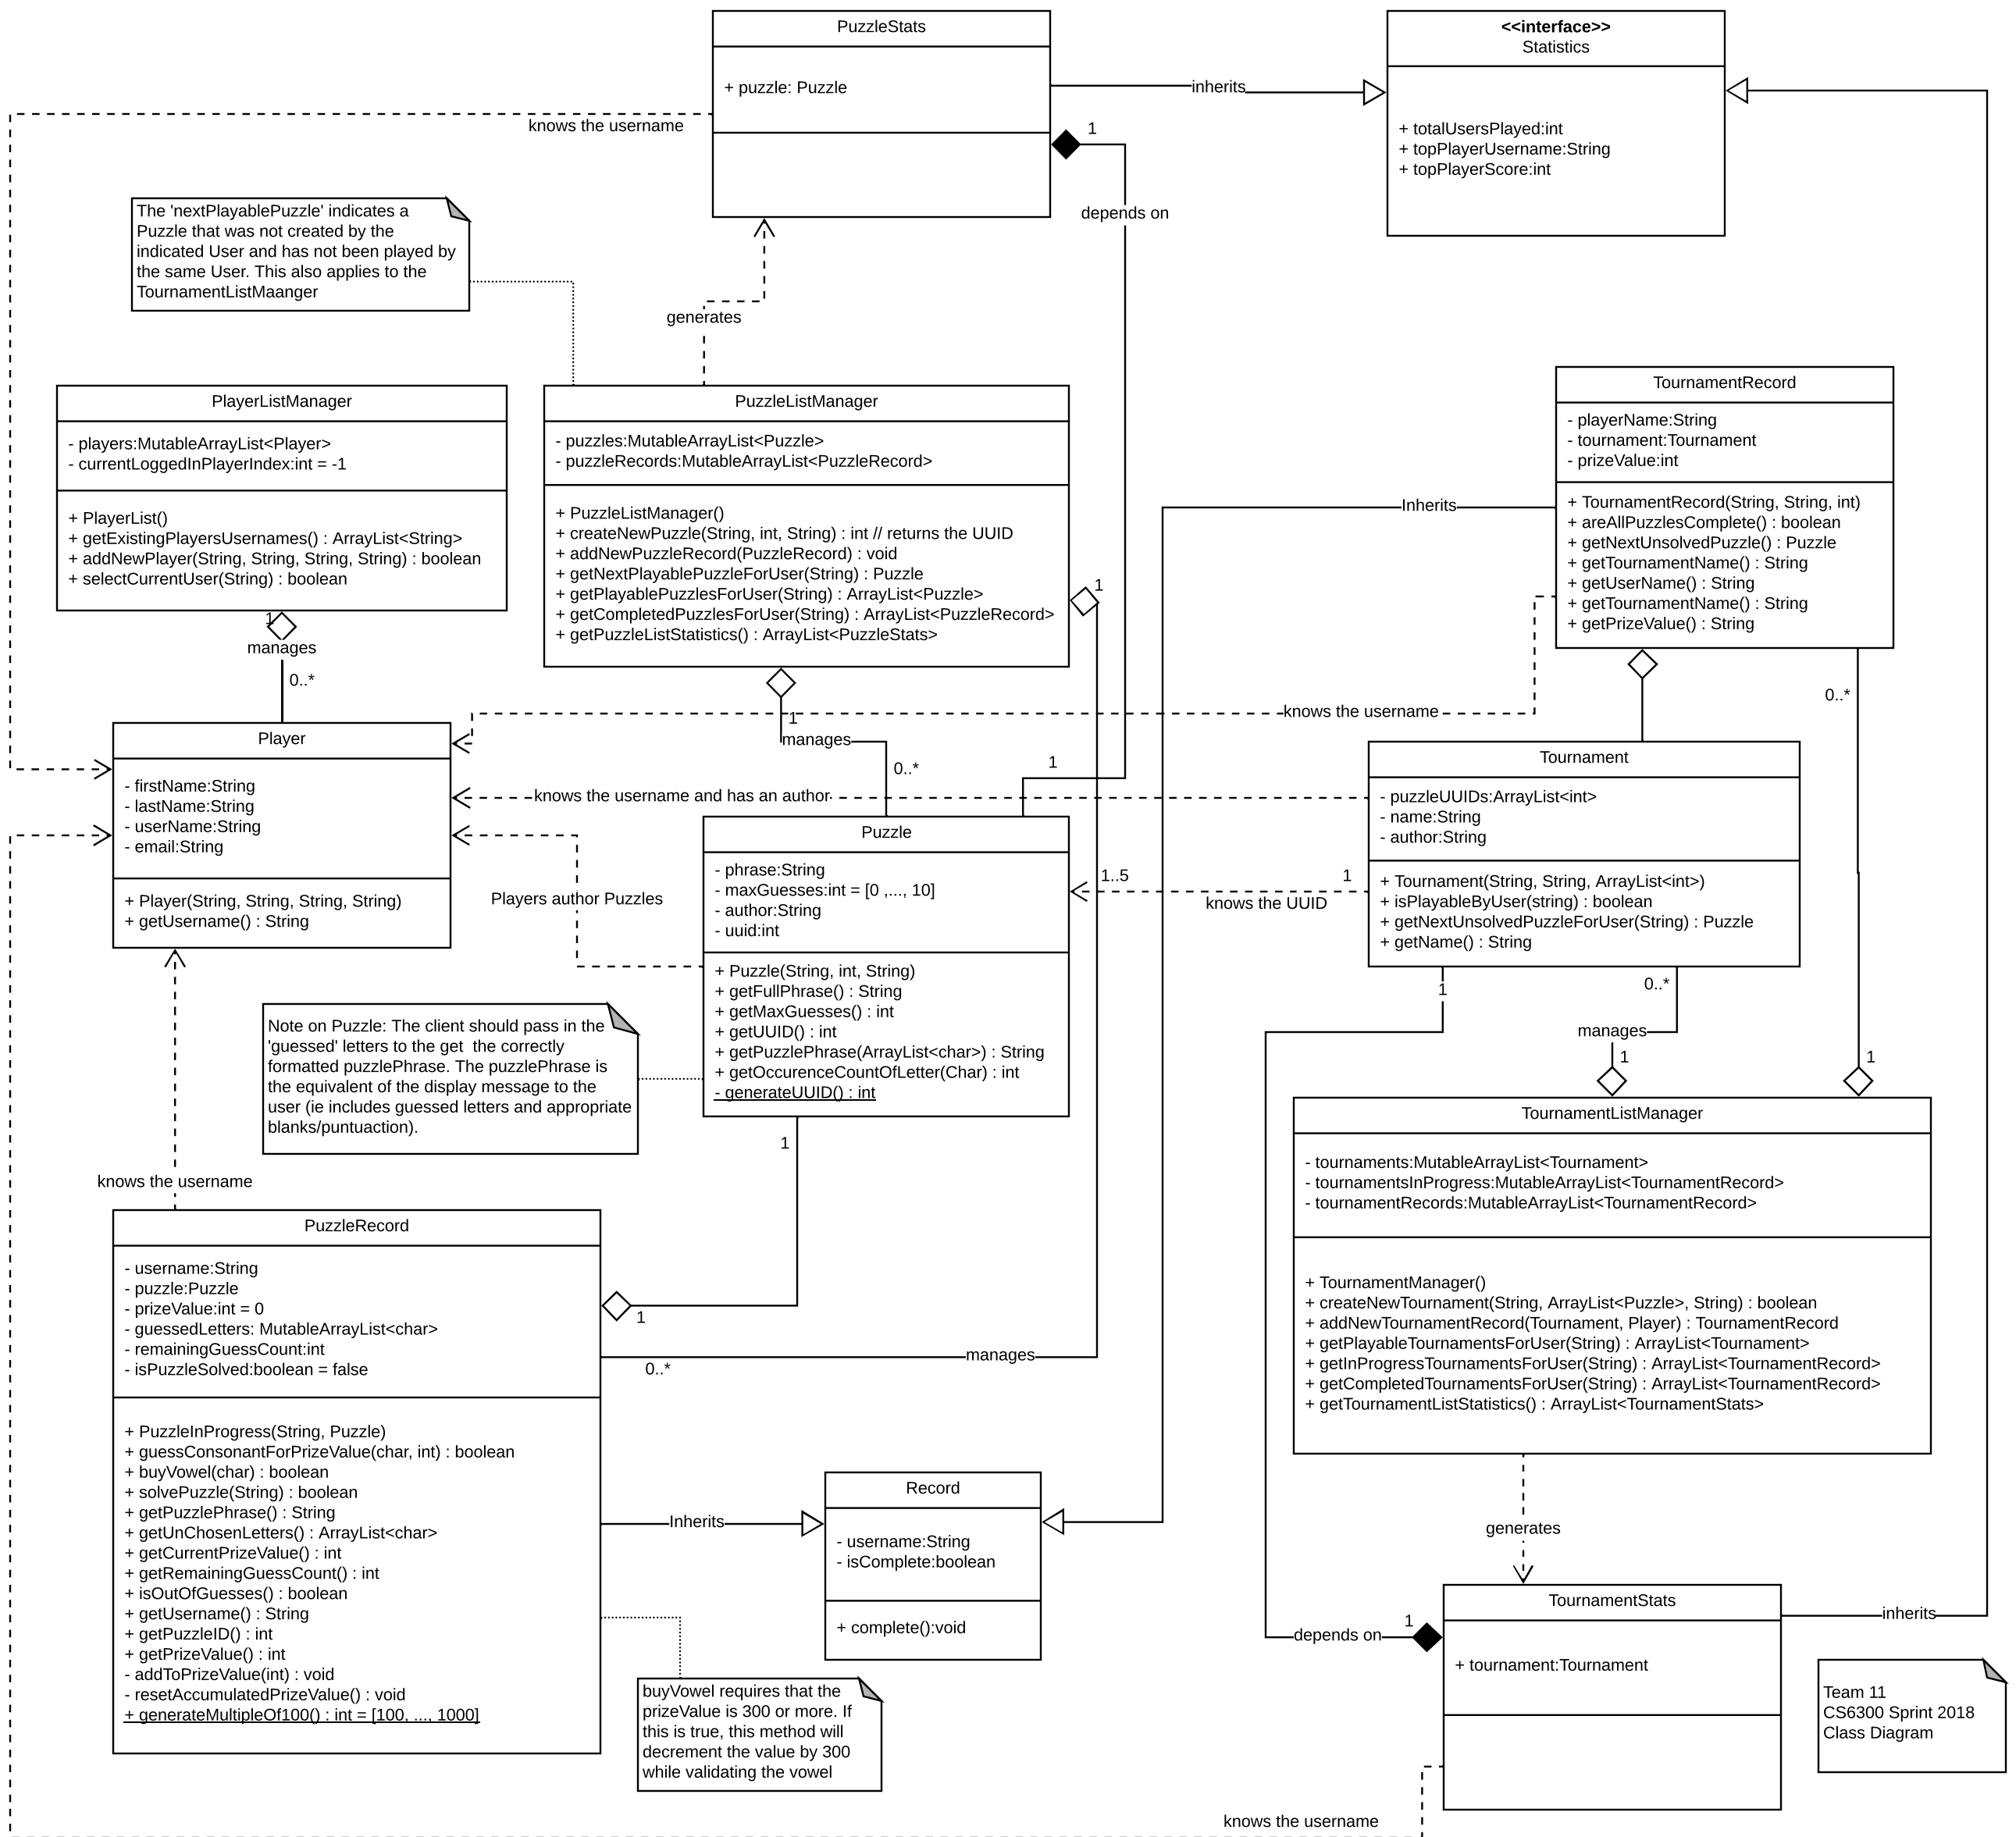 PuzzleStats
+ puzzle: Puzzle
<<interface>>
Statistics
+ totalUsersPlayed:int
+ topPlayerUsername:String
+ topPlayerScore:int
inherits
knows the username
1
depends on
The 'nextPlayablePuzzle' indicates a
Puzzle that was not created by the
indicated User and has not been played by
the same User. This also applies to the
TournamentListMaanger
generates
PlayerListManager
- players:MutableArrayList<Player>
- currentLoggedInPlayerIndex:int = -1
+ PlayerList()
+ getExistingPlayersUsernames() : ArrayList<String>
+ addNewPlayer(String, String, String, String) : boolean
+ selectCurrentUser(String) : boolean
1
manages
0..*
PuzzleListManager
- puzzles:MutableArrayList<Puzzle>
- puzzleRecords:MutableArrayList<PuzzleRecord>
+ PuzzleListManager()
+ createNewPuzzle(String, int, String) : int // returns the UUID
+ addNewPuzzleRecord(PuzzleRecord) : void
+ getNextPlayablePuzzleForUser(String) : Puzzle
+ getPlayablePuzzlesForUser(String) : ArrayList<Puzzle>
+ getCompletedPuzzlesForUser(String) : ArrayList<PuzzleRecord>
+ getPuzzleListStatistics() : ArrayList<PuzzleStats>
1
1
manages
0..*
1
TournamentRecord
- playerName:String
- tournament:Tournament
- prizeValue:int
+ TournamentRecord(String, String, int)
+ areAllPuzzlesComplete() : boolean
+ getNextUnsolvedPuzzle() : Puzzle
+ getTournamentName() : String
+ getUserName() : String
+ getTournamentName() : String
+ getPrizeValue() : String
Inherits
0..*
knows the username
Player
- firstName:String
- lastName:String
- userName:String
- email:String
+ Player(String, String, String, String)
+ getUsername() : String
knows the username and has an author
Players author Puzzles
Puzzle
- phrase:String
- maxGuesses:int = [0 ,..., 10]
- author:String
- uuid:int
+ Puzzle(String, int, String)
+ getFullPhrase() : String
+ getMaxGuesses() : int
+ getUUID() : int
+ getPuzzlePhrase(ArrayList<char>) : String
+ getOccurenceCountOfLetter(Char) : int
- generateUUID() : int
1..5
1
knows the UUID
Tournament
- puzzleUUIDs:ArrayList<int>
- name:String
- author:String
+ Tournament(String, String, ArrayList<int>)
+ isPlayableByUser(string) : boolean
+ getNextUnsolvedPuzzleForUser(String) : Puzzle
+ getName() : String
1
0..*
manages
1
1
Note on Puzzle: The client should pass in the
'guessed' letters to the get  the correctly
formatted puzzlePhrase. The puzzlePhrase is
the equivalent of the display message to the
user (ie includes guessed letters and appropriate
blanks/puntuaction).
1
knows the username
TournamentListManager
- tournaments:MutableArrayList<Tournament>
- tournamentsInProgress:MutableArrayList<TournamentRecord>
- tournamentRecords:MutableArrayList<TournamentRecord>
+ TournamentManager()
+ createNewTournament(String, ArrayList<Puzzle>, String) : boolean
+ addNewTournamentRecord(Tournament, Player) : TournamentRecord
+ getPlayableTournamentsForUser(String) : ArrayList<Tournament>
+ getInProgressTournamentsForUser(String) : ArrayList<TournamentRecord>
+ getCompletedTournamentsForUser(String) : ArrayList<TournamentRecord>
+ getTournamentListStatistics() : ArrayList<TournamentStats>
PuzzleRecord
- username:String
- puzzle:Puzzle
- prizeValue:int = 0
- guessedLetters: MutableArrayList<char>
- remainingGuessCount:int
- isPuzzleSolved:boolean = false
+ PuzzleInProgress(String, Puzzle)
+ guessConsonantForPrizeValue(char, int) : boolean
+ buyVowel(char) : boolean
+ solvePuzzle(String) : boolean
+ getPuzzlePhrase() : String
+ getUnChosenLetters() : ArrayList<char>
+ getCurrentPrizeValue() : int
+ getRemainingGuessCount() : int
+ isOutOfGuesses() : boolean
+ getUsername() : String
+ getPuzzleID() : int
+ getPrizeValue() : int
- addToPrizeValue(int) : void
- resetAccumulatedPrizeValue() : void
+ generateMultipleOf100() : int = [100, ..., 1000]
1
0..*
manages
Inherits
Record
- username:String
- isComplete:boolean
+ complete():void
generates
buyVowel requires that the
prizeValue is 300 or more. If
this is true, this method will
decrement the value by 300
while validating the vowel
1
depends on
TournamentStats
+ tournament:Tournament
inherits
Team 11
CS6300 Sprint 2018
Class Diagram
knows the username